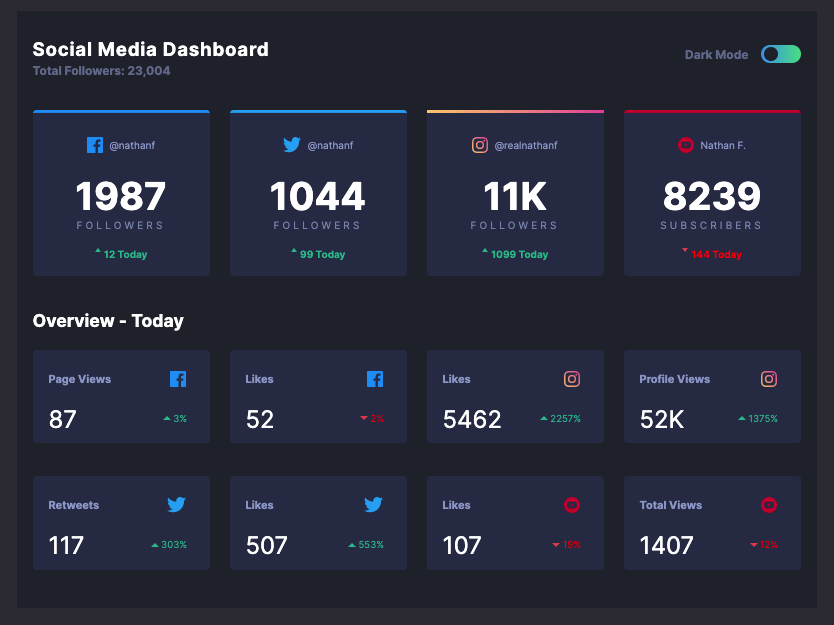 Social Media Dashboard
Total Followers: 23,004
Dark Mode
@nathanf
1987
FOLLOWERS
12 Today
@nathanf
1044
FOLLOWERS
99 Today
@realnathanf
11K
FOLLOWERS
1099 Today
Nathan F.
8239
SUBSCRIBERS
144 Today
Overview - Today
Page Views
87
3%
Likes
52
2%
Likes
5462
2257%
Profile Views
52K
1375%
Retweets
117
303%
Likes
507
553%
Likes
107
19%
Total Views
1407
12%